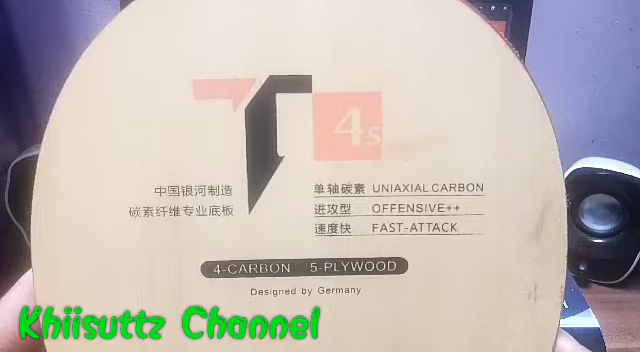 T
4s
中国银河制造
碳素纤维专业底板
单轴碳素 UNIAXIAL CARBON
进攻型 OFFENSIVE++
速度快 FAST-ATTACK
4-CARBON 5-PLYWOOD
Designed by Germany
Khiisuttz Channel